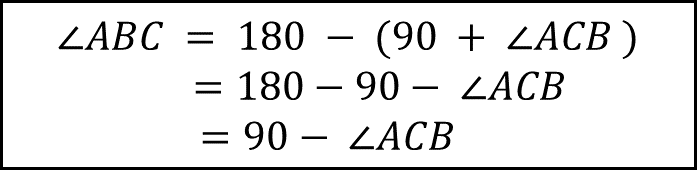 ∠ABC = 180 − (90 + ∠ACB )
= 180 − 90 − ∠ACB
= 90 − ∠ACB